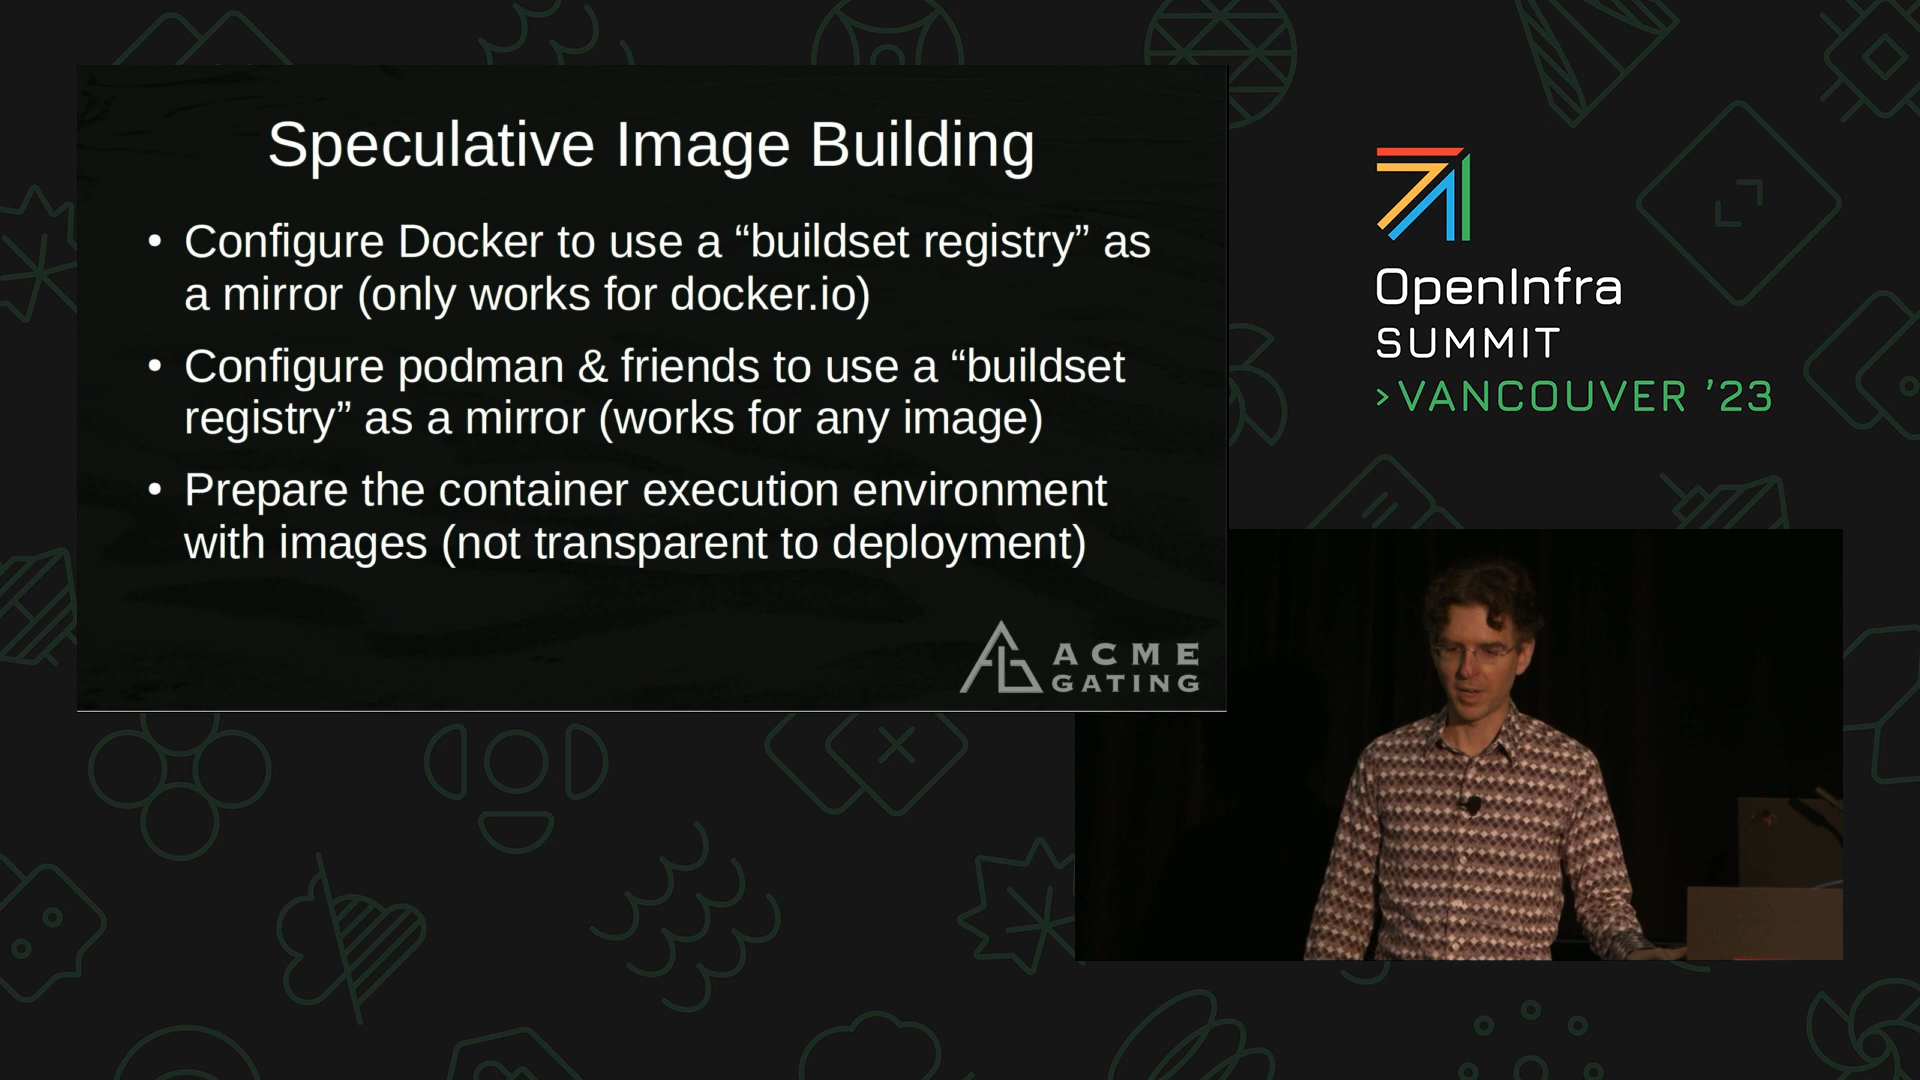 Speculative Image Building
• Configure Docker to use a “buildset registry” as
a mirror (only works for docker.io)
• Configure podman & friends to use a “buildset
registry” as a mirror (works for any image)
• Prepare the container execution environment
with images (not transparent to deployment)
ACME
GATING
OpenInfra
SUMMIT
>VANCOUVER ’23